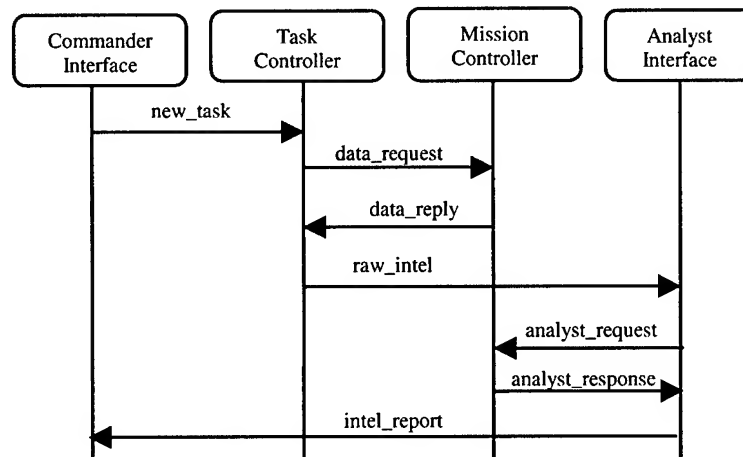 Commander
Interface
Task
Controller
Mission
Controller
Analyst
Interface
new_task
data_request
data_reply
raw_intel
analyst_request
analyst_response
intel_report